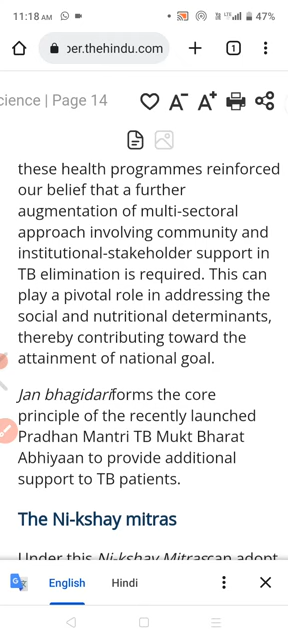 11:18 AM
47%
per.thehindu.com
1
cience | Page 14
A- A+
these health programmes reinforced
our belief that a further
augmentation of multi-sectoral
approach involving community and
institutional-stakeholder support in
TB elimination is required. This can
play a pivotal role in addressing the
social and nutritional determinants,
thereby contributing toward the
attainment of national goal.
Jan bhagidariforms the core
principle of the recently launched
Pradhan Mantri TB Mukt Bharat
Abhiyaan to provide additional
support to TB patients.
The Ni-kshay mitras
Under this Ni-kshay Mitrascan adopt
English Hindi